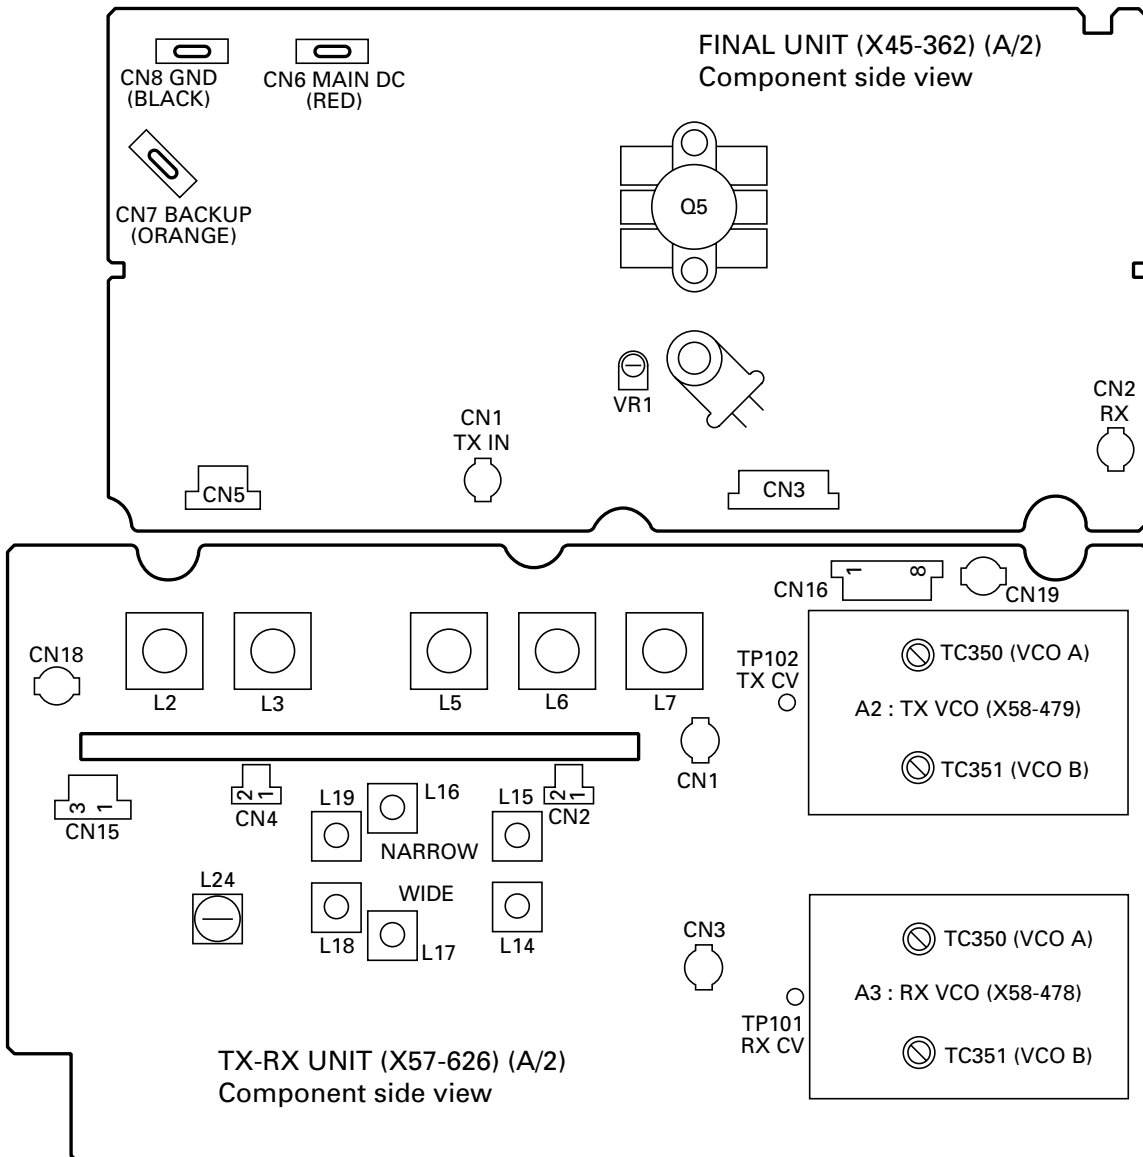 FINAL UNIT (X45-362) (A/2)
Component side view
CN8 GND
(BLACK)
CN6 MAIN DC
(RED)
CN7 BACKUP
(ORANGE)
Q5
VR1
CN2
RX
CN1
TX IN
CN5
CN3
CN16
1 8
CN19
CN18
L2
L3
L5
L6
L7
TP102
TX CV
TC350 (VCO A)
A2 : TX VCO (X58-479)
TC351 (VCO B)
CN1
3 1
CN15
2 1
CN4
L19
L16
L15
2 1
CN2
NARROW
L24
WIDE
L18
L17
L14
CN3
TC350 (VCO A)
A3 : RX VCO (X58-478)
TP101
RX CV
TC351 (VCO B)
TX-RX UNIT (X57-626) (A/2)
Component side view